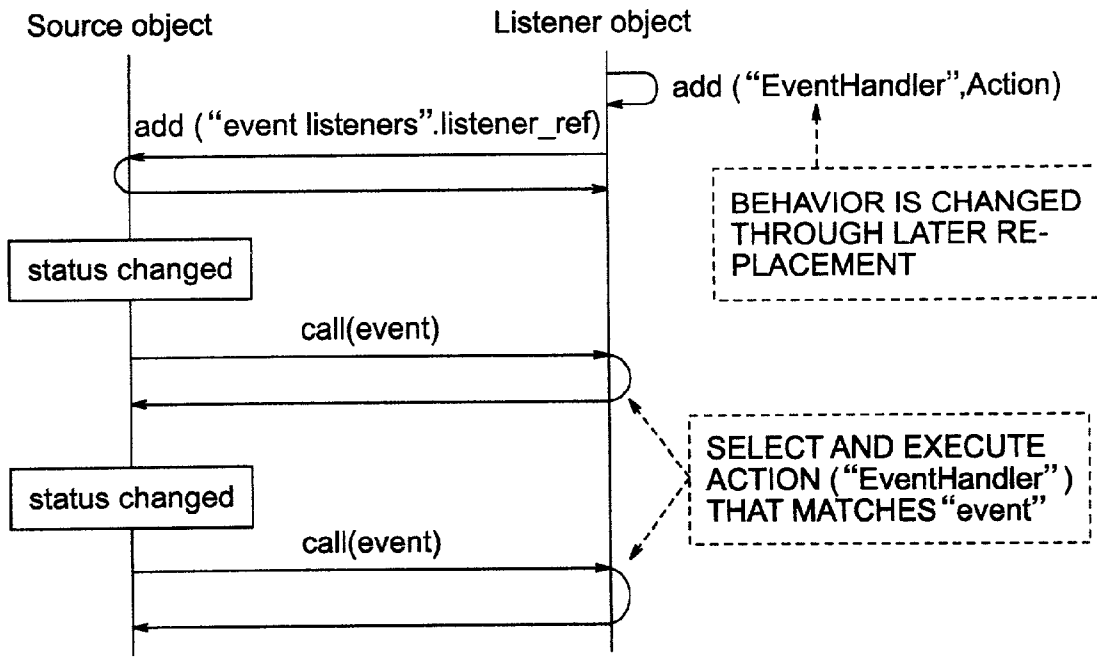 Source object
Listener object
add (“EventHandler”,Action)
add (“event listeners”.listener_ref)
BEHAVIOR IS CHANGED
THROUGH LATER RE-
PLACEMENT
status changed
call(event)
SELECT AND EXECUTE
ACTION (“EventHandler”)
THAT MATCHES “event”
status changed
call(event)